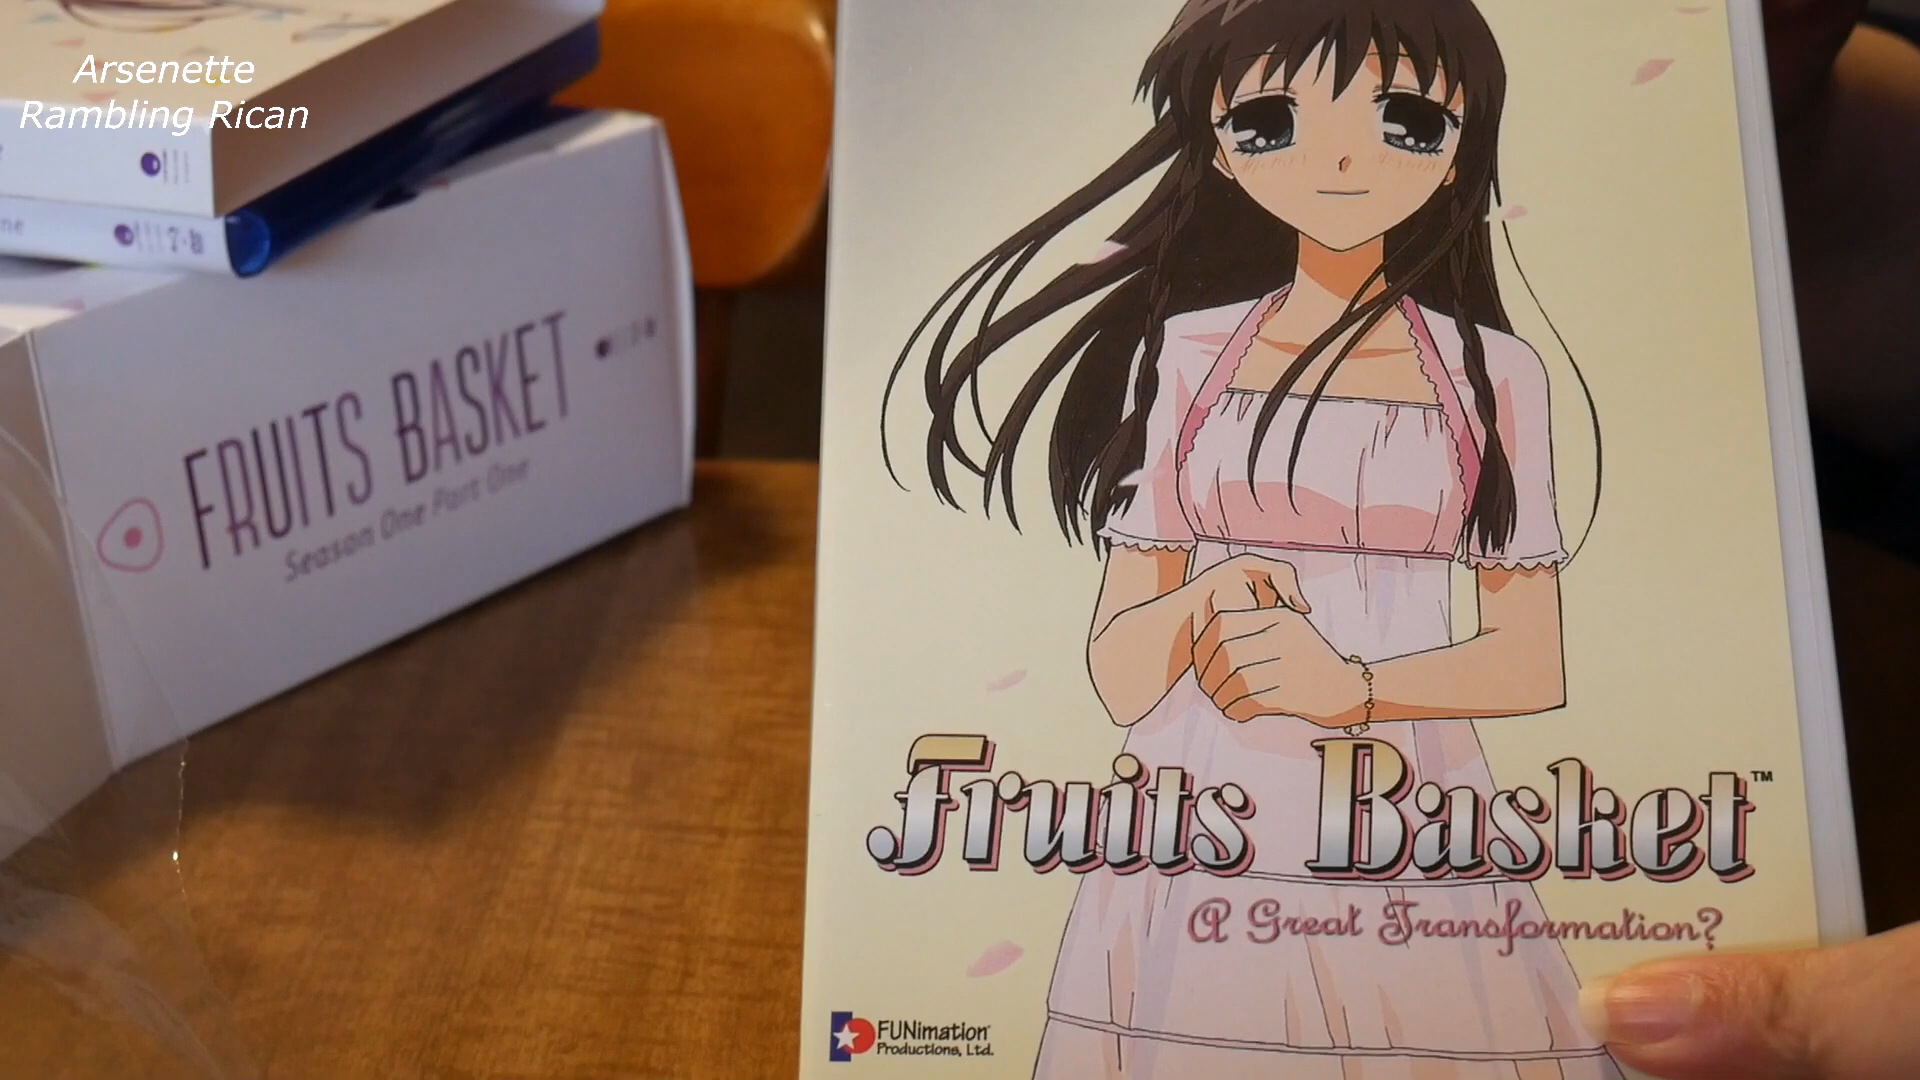 Arsenette
Rambling Rican
FRUITS BASKET
Season One Part One
Fruits Basket™
A Great Transformation?
FUNimation
Productions, Ltd.